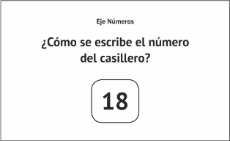 Eje Números
¿Cómo se escribe el número
del casillero?
18